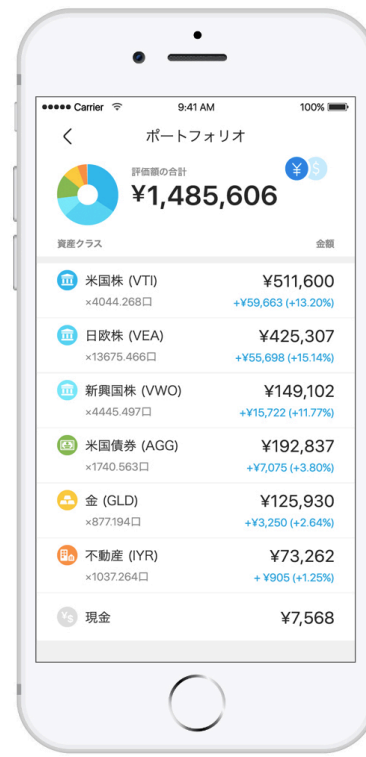 ●●●●● Carrier 9:41 AM 100%
ポートフォリオ
評価額の合計
¥ $
¥1,485,606
資産クラス 金額
米国株 (VTI) ¥511,600
×4044.268口 +¥59,663 (+13.20%)
日欧株 (VEA) ¥425,307
×13675.466口 +¥55,698 (+15.14%)
新興国株 (VWO) ¥149,102
×4445.497口 +¥15,722 (+11.77%)
米国債券 (AGG) ¥192,837
×1740.563口 +¥7,075 (+3.80%)
金 (GLD) ¥125,930
×877.194口 +¥3,250 (+2.64%)
不動産 (IYR) ¥73,262
×1037.264口 + ¥905 (+1.25%)
¥$ 現金 ¥7,568